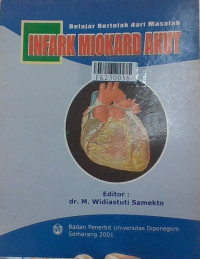 Belajar Bertolak dari Masalah
INFARK MIOKARD AKUT
Editor :
dr. M. Widiastuti Samekto
Badan Penerbit Universitas Diponegoro
Semarang 2001